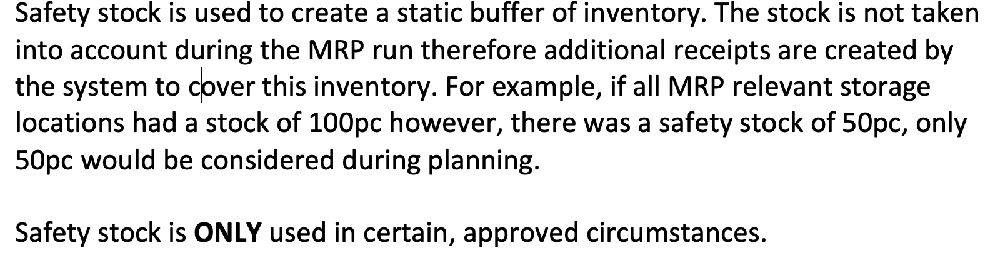 Safety stock is used to create a static buffer of inventory. The stock is not taken
into account during the MRP run therefore additional receipts are created by
the system to cover this inventory. For example, if all MRP relevant storage
locations had a stock of 100pc however, there was a safety stock of 50pc, only
50pc would be considered during planning.
Safety stock is ONLY used in certain, approved circumstances.